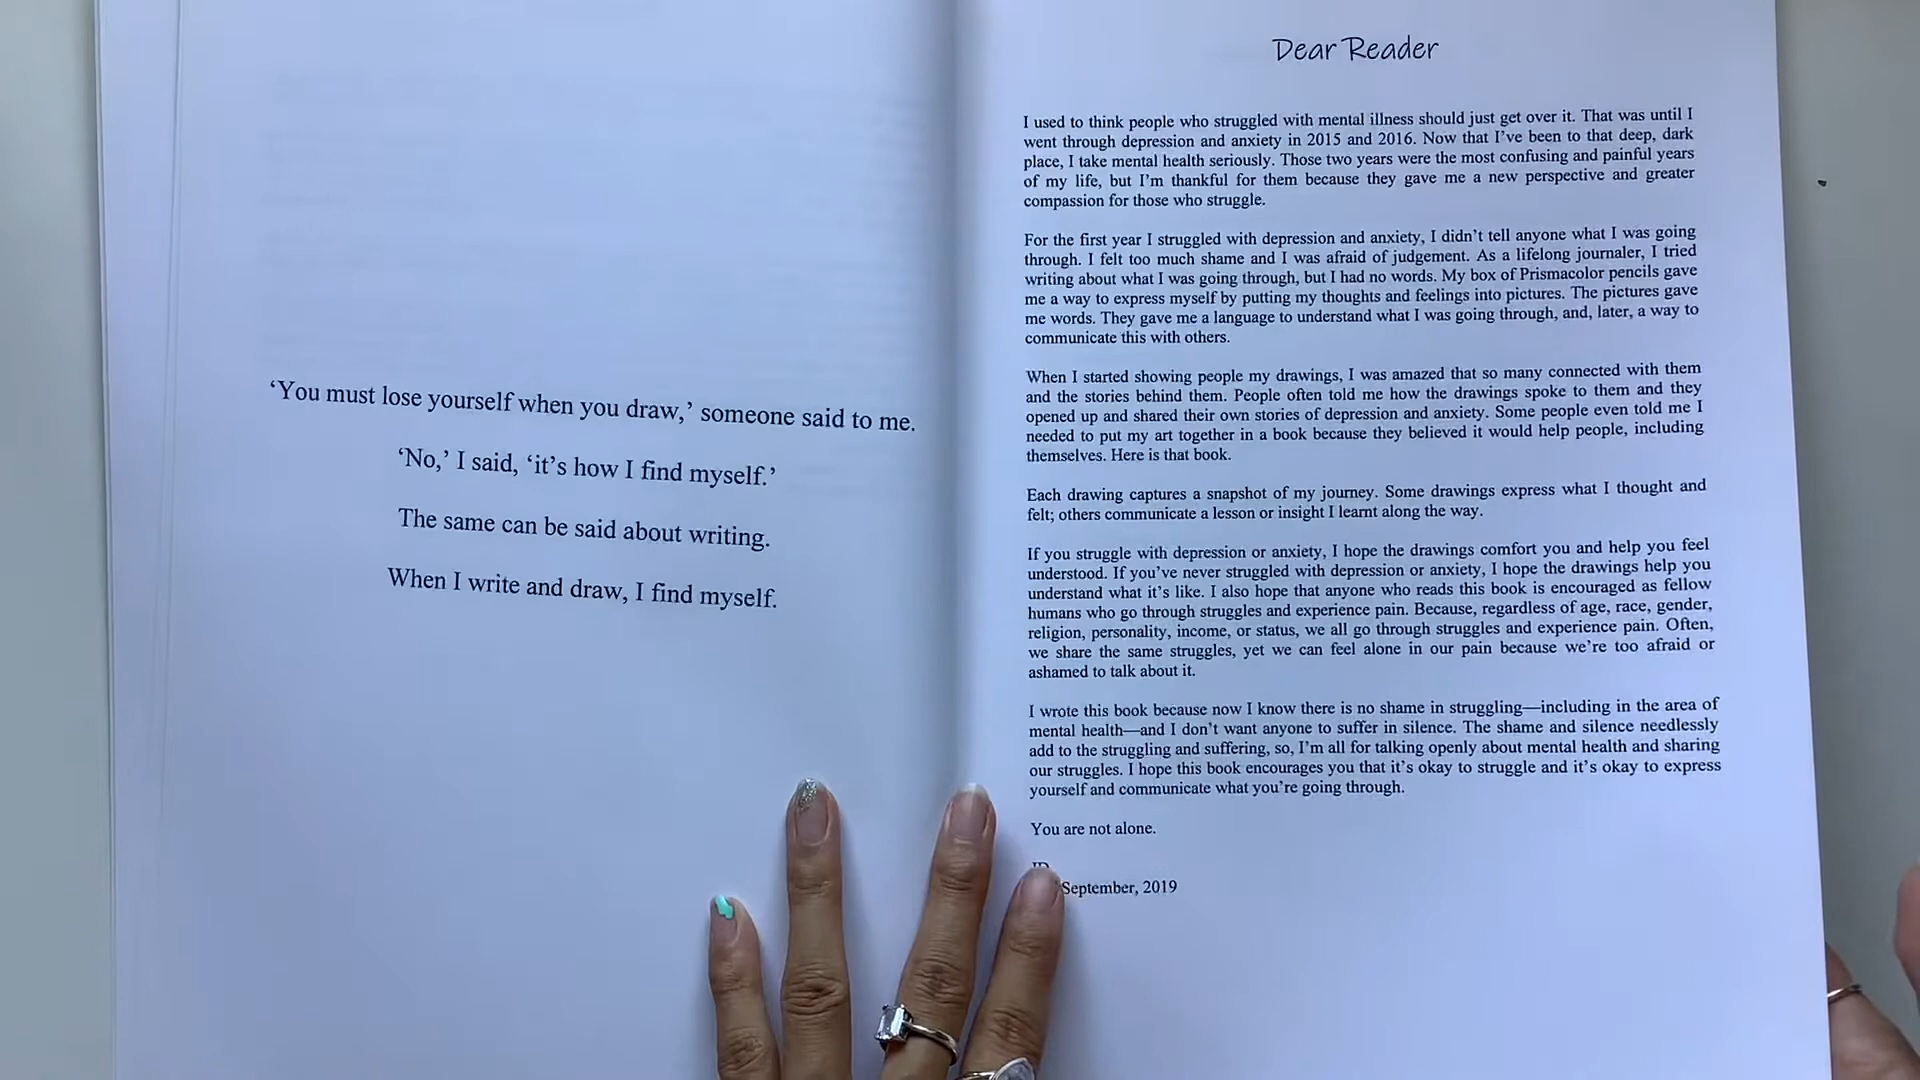 ‘You must lose yourself when you draw,’ someone said to me.
‘No,’ I said, ‘it’s how I find myself.’
The same can be said about writing.
When I write and draw, I find myself.
Dear Reader
I used to think people who struggled with mental illness should just get over it. That was until I
went through depression and anxiety in 2015 and 2016. Now that I’ve been to that deep, dark
place, I take mental health seriously. Those two years were the most confusing and painful years
of my life, but I’m thankful for them because they gave me a new perspective and greater
compassion for those who struggle.
For the first year I struggled with depression and anxiety, I didn’t tell anyone what I was going
through. I felt too much shame and I was afraid of judgement. As a lifelong journaler, I tried
writing about what I was going through, but I had no words. My box of Prismacolor pencils gave
me a way to express myself by putting my thoughts and feelings into pictures. The pictures gave
me words. They gave me a language to understand what I was going through, and, later, a way to
communicate this with others.
When I started showing people my drawings, I was amazed that so many connected with them
and the stories behind them. People often told me how the drawings spoke to them and they
opened up and shared their own stories of depression and anxiety. Some people even told me I
needed to put my art together in a book because they believed it would help people, including
themselves. Here is that book.
Each drawing captures a snapshot of my journey. Some drawings express what I thought and
felt; others communicate a lesson or insight I learnt along the way.
If you struggle with depression or anxiety, I hope the drawings comfort you and help you feel
understood. If you’ve never struggled with depression or anxiety, I hope the drawings help you
understand what it’s like. I also hope that anyone who reads this book is encouraged as fellow
humans who go through struggles and experience pain. Because, regardless of age, race, gender,
religion, personality, income, or status, we all go through struggles and experience pain. Often,
we share the same struggles, yet we can feel alone in our pain because we’re too afraid or
ashamed to talk about it.
I wrote this book because now I know there is no shame in struggling—including in the area of
mental health—and I don’t want anyone to suffer in silence. The shame and silence needlessly
add to the struggling and suffering, so, I’m all for talking openly about mental health and sharing
our struggles. I hope this book encourages you that it’s okay to struggle and it’s okay to express
yourself and communicate what you’re going through.
You are not alone.
September, 2019